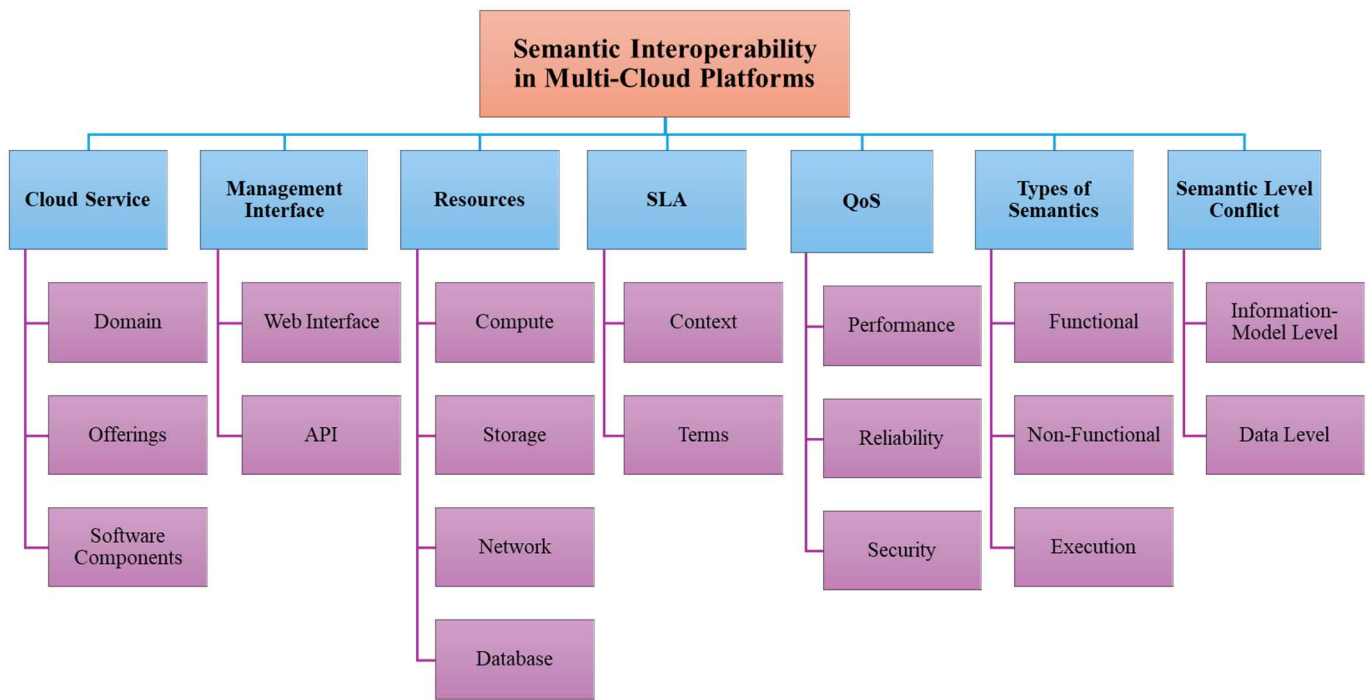 Semantic Interoperability
in Multi-Cloud Platforms
Cloud Service
Management
Interface
Resources
SLA
QoS
Types of
Semantics
Semantic Level
Conflict
Domain
Offerings
Software
Components
Web Interface
API
Compute
Storage
Network
Database
Context
Terms
Performance
Reliability
Security
Functional
Non-Functional
Execution
Information-
Model Level
Data Level